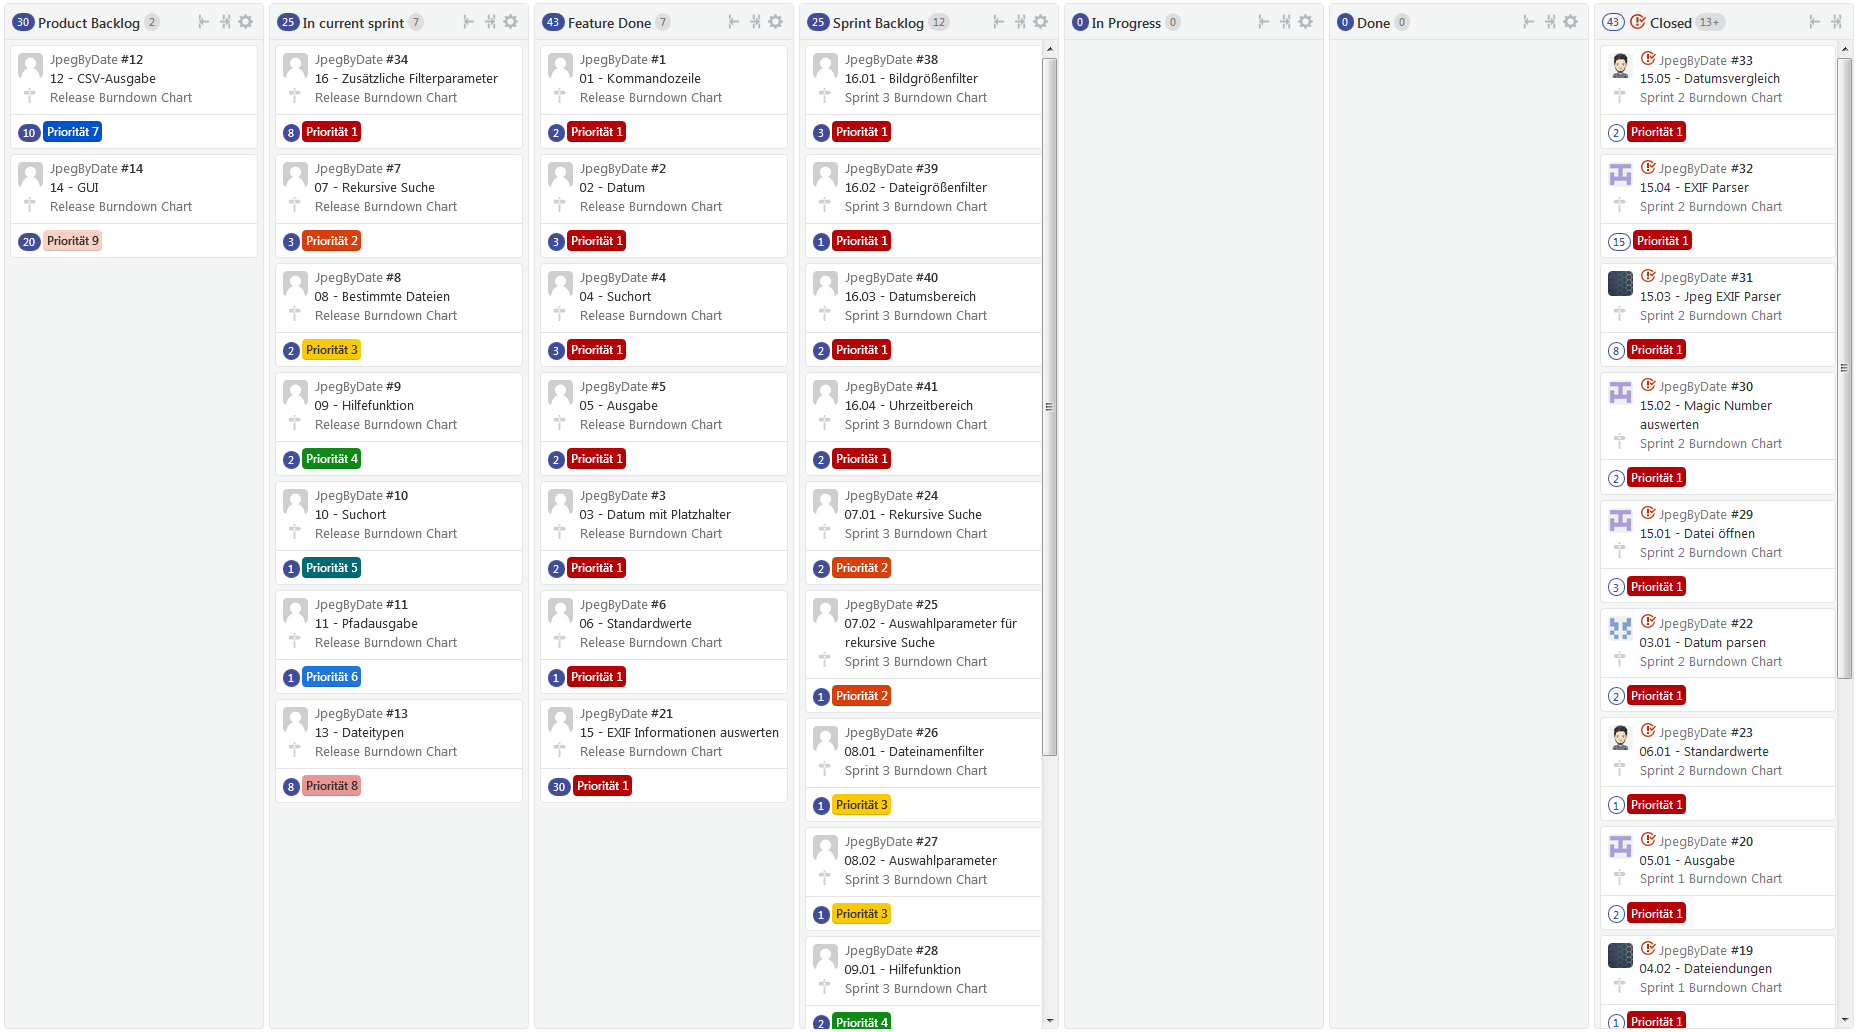 30 Product Backlog 2
JpegByDate #12
12 - CSV-Ausgabe
Release Burndown Chart
10 Priorität 7
JpegByDate #14
14 - GUI
Release Burndown Chart
20 Priorität 9
25 In current sprint 7
JpegByDate #34
16 - Zusätzliche Filterparameter
Release Burndown Chart
8 Priorität 1
JpegByDate #7
07 - Rekursive Suche
Release Burndown Chart
3 Priorität 2
JpegByDate #8
08 - Bestimmte Dateien
Release Burndown Chart
2 Priorität 3
JpegByDate #9
09 - Hilfefunktion
Release Burndown Chart
2 Priorität 4
JpegByDate #10
10 - Suchort
Release Burndown Chart
1 Priorität 5
JpegByDate #11
11 - Pfadausgabe
Release Burndown Chart
1 Priorität 6
JpegByDate #13
13 - Dateitypen
Release Burndown Chart
8 Priorität 8
43 Feature Done 7
JpegByDate #1
01 - Kommandozeile
Release Burndown Chart
2 Priorität 1
JpegByDate #2
02 - Datum
Release Burndown Chart
3 Priorität 1
JpegByDate #4
04 - Suchort
Release Burndown Chart
3 Priorität 1
JpegByDate #5
05 - Ausgabe
Release Burndown Chart
2 Priorität 1
JpegByDate #3
03 - Datum mit Platzhalter
Release Burndown Chart
2 Priorität 1
JpegByDate #6
06 - Standardwerte
Release Burndown Chart
1 Priorität 1
JpegByDate #21
15 - EXIF Informationen auswerten
Release Burndown Chart
30 Priorität 1
25 Sprint Backlog 12
JpegByDate #38
16.01 - Bildgrößenfilter
Sprint 3 Burndown Chart
3 Priorität 1
JpegByDate #39
16.02 - Dateigrößenfilter
Sprint 3 Burndown Chart
1 Priorität 1
JpegByDate #40
16.03 - Datumsbereich
Sprint 3 Burndown Chart
2 Priorität 1
JpegByDate #41
16.04 - Uhrzeitbereich
Sprint 3 Burndown Chart
2 Priorität 1
JpegByDate #24
07.01 - Rekursive Suche
Sprint 3 Burndown Chart
2 Priorität 2
JpegByDate #25
07.02 - Auswahlparameter für
rekursive Suche
Sprint 3 Burndown Chart
1 Priorität 2
JpegByDate #26
08.01 - Dateinamenfilter
Sprint 3 Burndown Chart
1 Priorität 3
JpegByDate #27
08.02 - Auswahlparameter
Sprint 3 Burndown Chart
1 Priorität 3
JpegByDate #28
09.01 - Hilfefunktion
Sprint 3 Burndown Chart
2 Priorität 4
0 In Progress 0
0 Done 0
43 Closed 13+
JpegByDate #33
15.05 - Datumsvergleich
Sprint 2 Burndown Chart
2 Priorität 1
JpegByDate #32
15.04 - EXIF Parser
Sprint 2 Burndown Chart
15 Priorität 1
JpegByDate #31
15.03 - Jpeg EXIF Parser
Sprint 2 Burndown Chart
8 Priorität 1
JpegByDate #30
15.02 - Magic Number
auswerten
Sprint 2 Burndown Chart
2 Priorität 1
JpegByDate #29
15.01 - Datei öffnen
Sprint 2 Burndown Chart
3 Priorität 1
JpegByDate #22
03.01 - Datum parsen
Sprint 2 Burndown Chart
2 Priorität 1
JpegByDate #23
06.01 - Standardwerte
Sprint 2 Burndown Chart
1 Priorität 1
JpegByDate #20
05.01 - Ausgabe
Sprint 1 Burndown Chart
2 Priorität 1
JpegByDate #19
04.02 - Dateiendungen
Sprint 1 Burndown Chart
1 Priorität 1